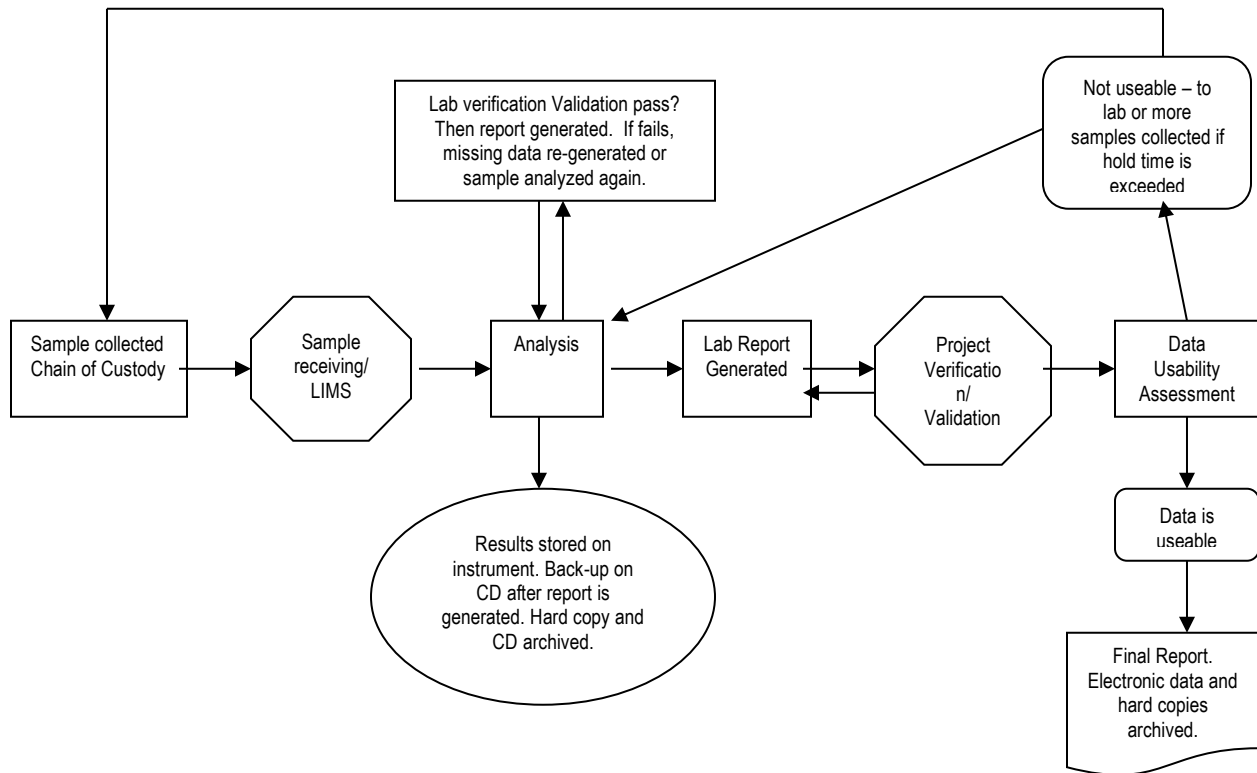 Lab verification Validation pass?
Then report generated.  If fails,
missing data re-generated or
sample analyzed again.
Not useable – to
lab or more
samples collected if
hold time is
exceeded
Sample collected
Chain of Custody
Sample
receiving/
LIMS
Analysis
Lab Report
Generated
Project
Verificatio
n/
Validation
Data
Usability
Assessment
Results stored on
instrument. Back-up on
CD after report is
generated. Hard copy and
CD archived.
Data is
useable
Final Report.
Electronic data and
hard copies
archived.